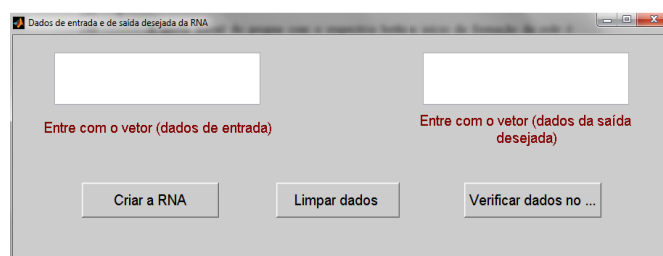 Dados de entrada e de saída desejada da RNA
Entre com o vetor (dados de entrada)
Entre com o vetor (dados da saída
desejada)
Criar a RNA
Limpar dados
Verificar dados no ...